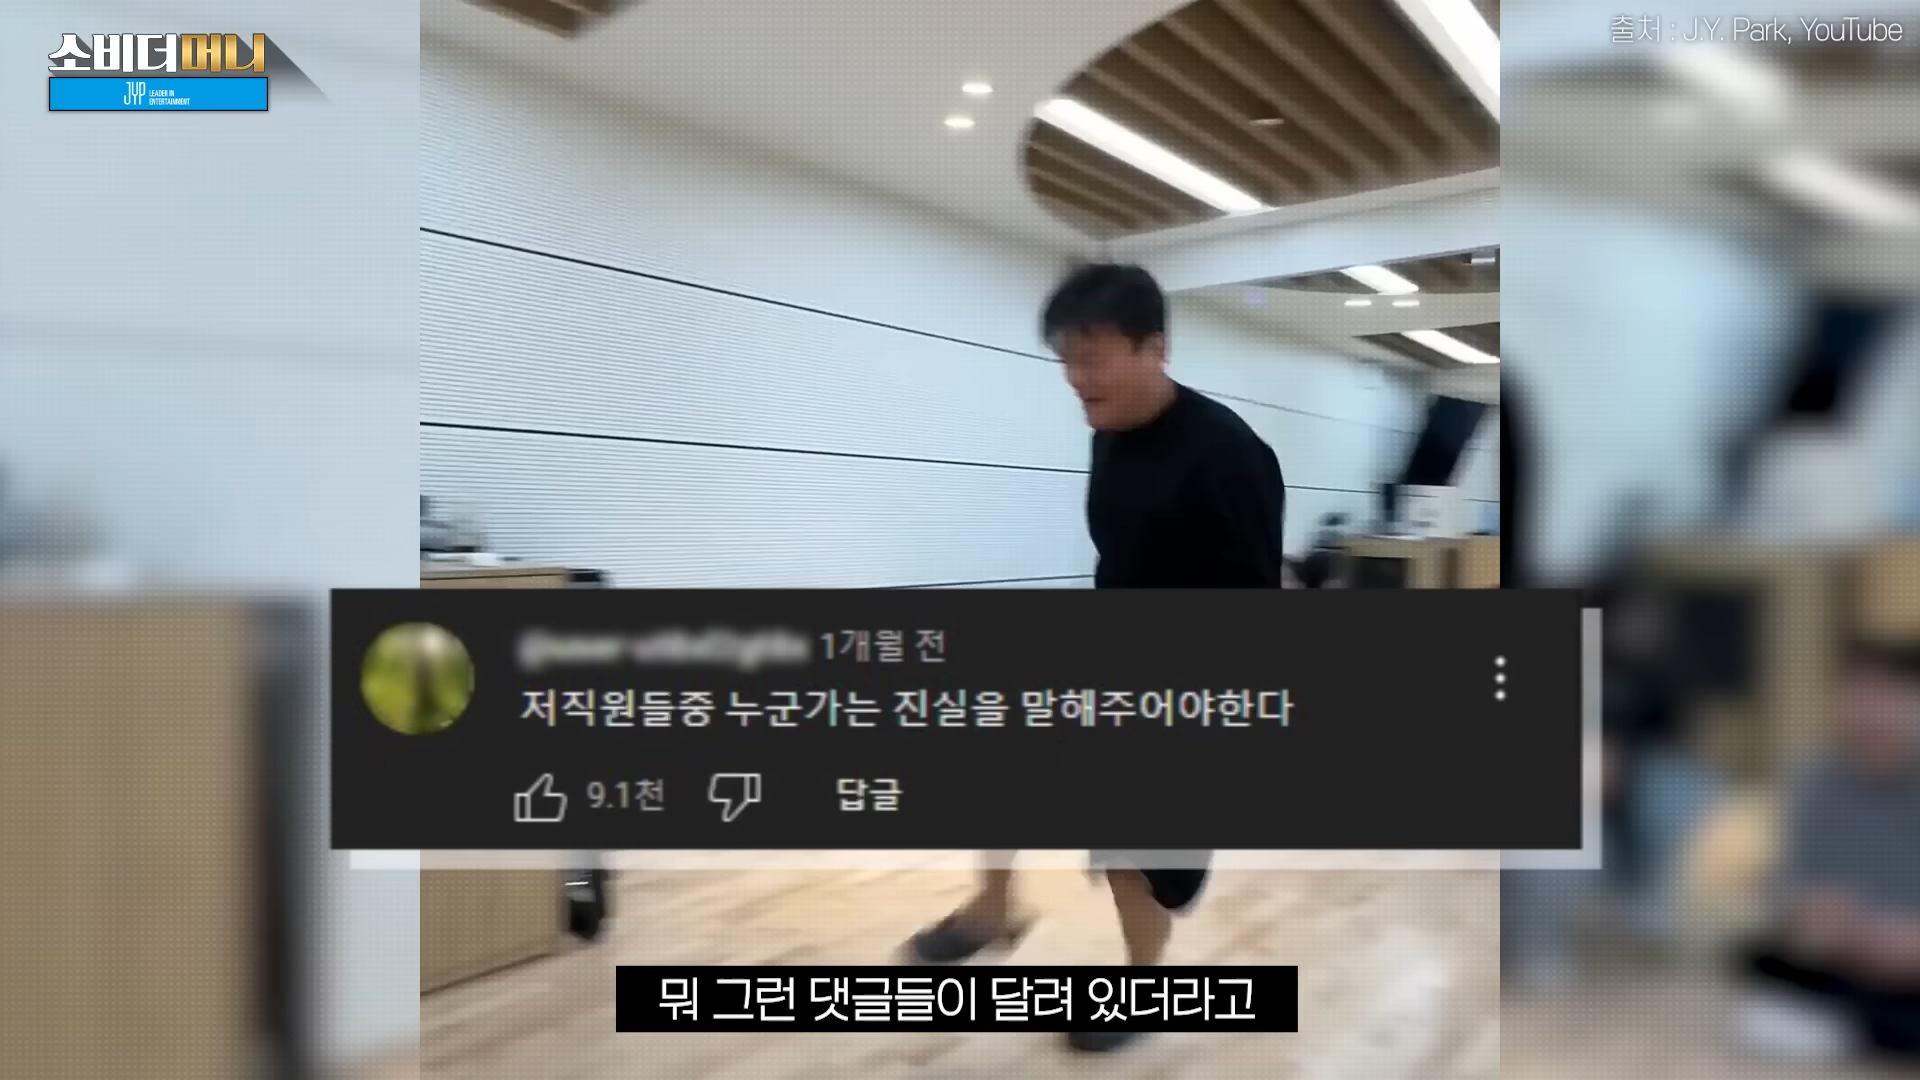 소비더머니
JYP LEADER IN
ENTERTAINMENT
출처 : J.Y. Park, YouTube
1개월 전
저직원들중 누군가는 진실을 말해주어야한다
9.1천
답글
뭐 그런 댓글들이 달려 있더라고